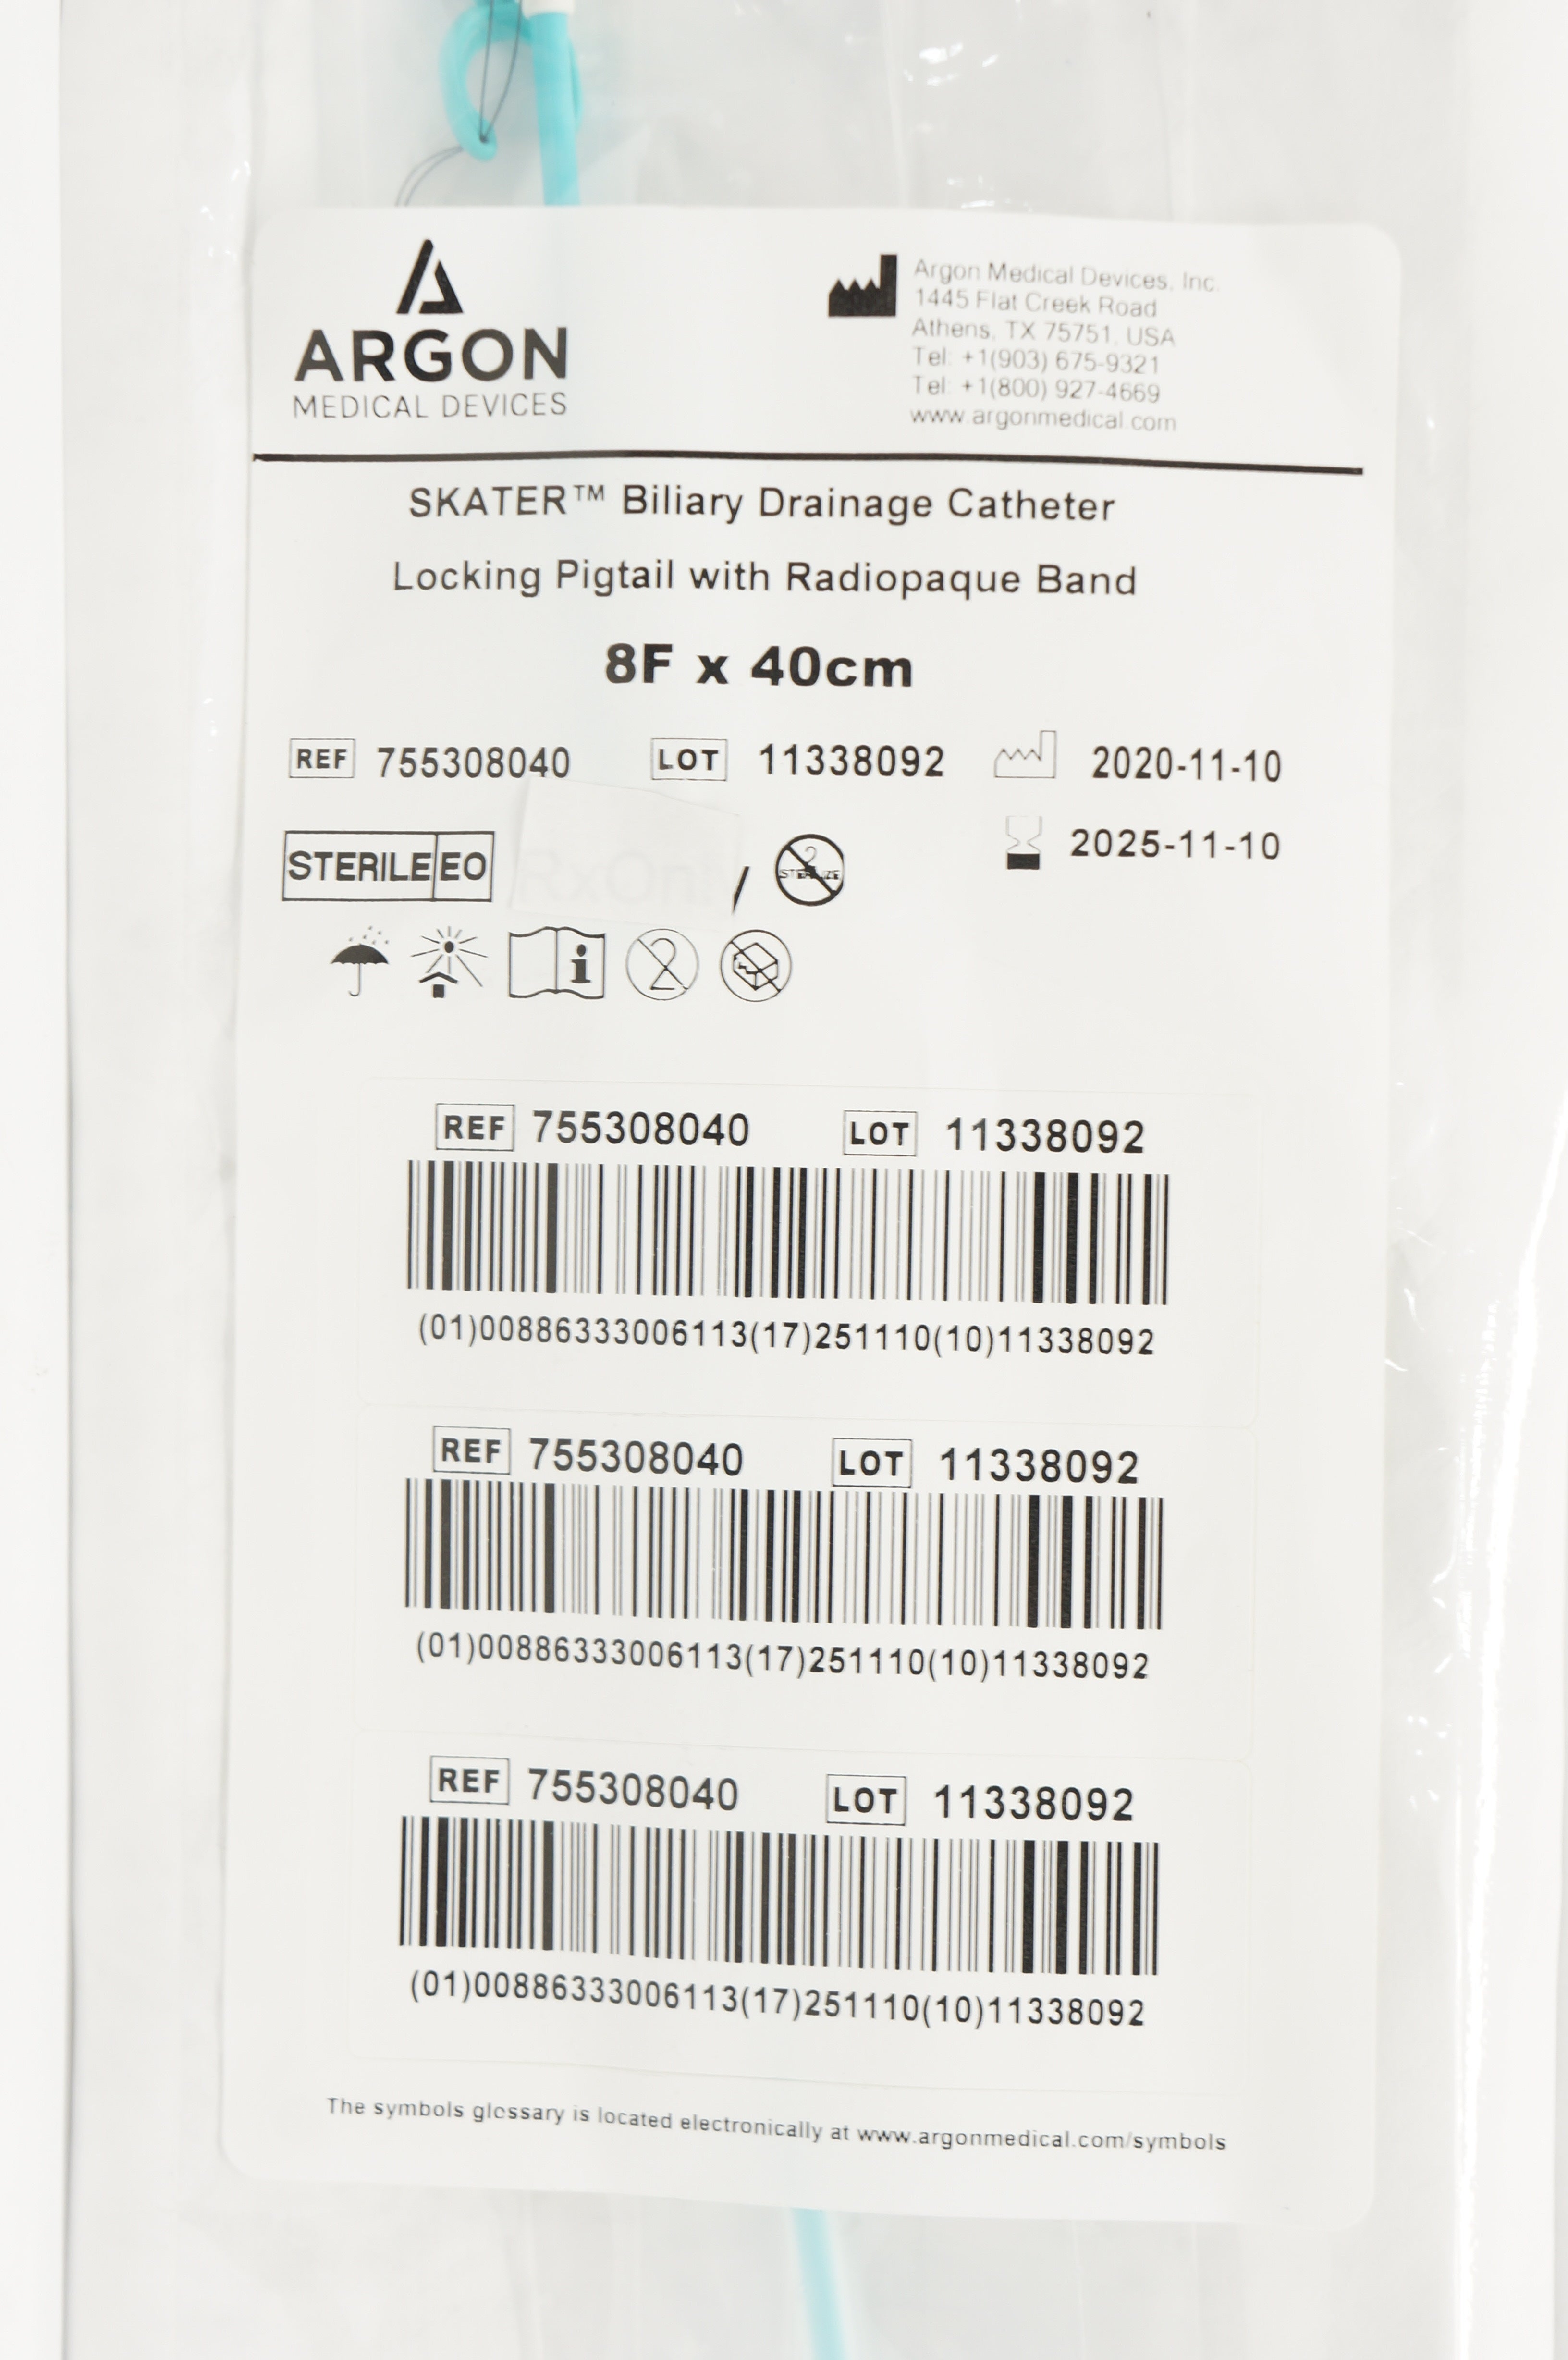 ARGON
MEDICAL DEVICES
Argon Medical Devices, Inc.
1445 Flat Creek Road
Athens, TX 75751, USA
Tel: +1(903) 675-9321
Tel: +1(800) 927-4669
www.argonmedical.com
SKATER™ Biliary Drainage Catheter
Locking Pigtail with Radiopaque Band
8F x 40cm
REF 755308040 LOT 11338092 2020-11-10
STERILE EO / 2 STERILIZE 2025-11-10
i 2
REF 755308040 LOT 11338092
(01)00886333006113(17)251110(10)11338092
REF 755308040 LOT 11338092
(01)00886333006113(17)251110(10)11338092
REF 755308040 LOT 11338092
(01)00886333006113(17)251110(10)11338092
The symbols glossary is located electronically at www.argonmedical.com/symbols